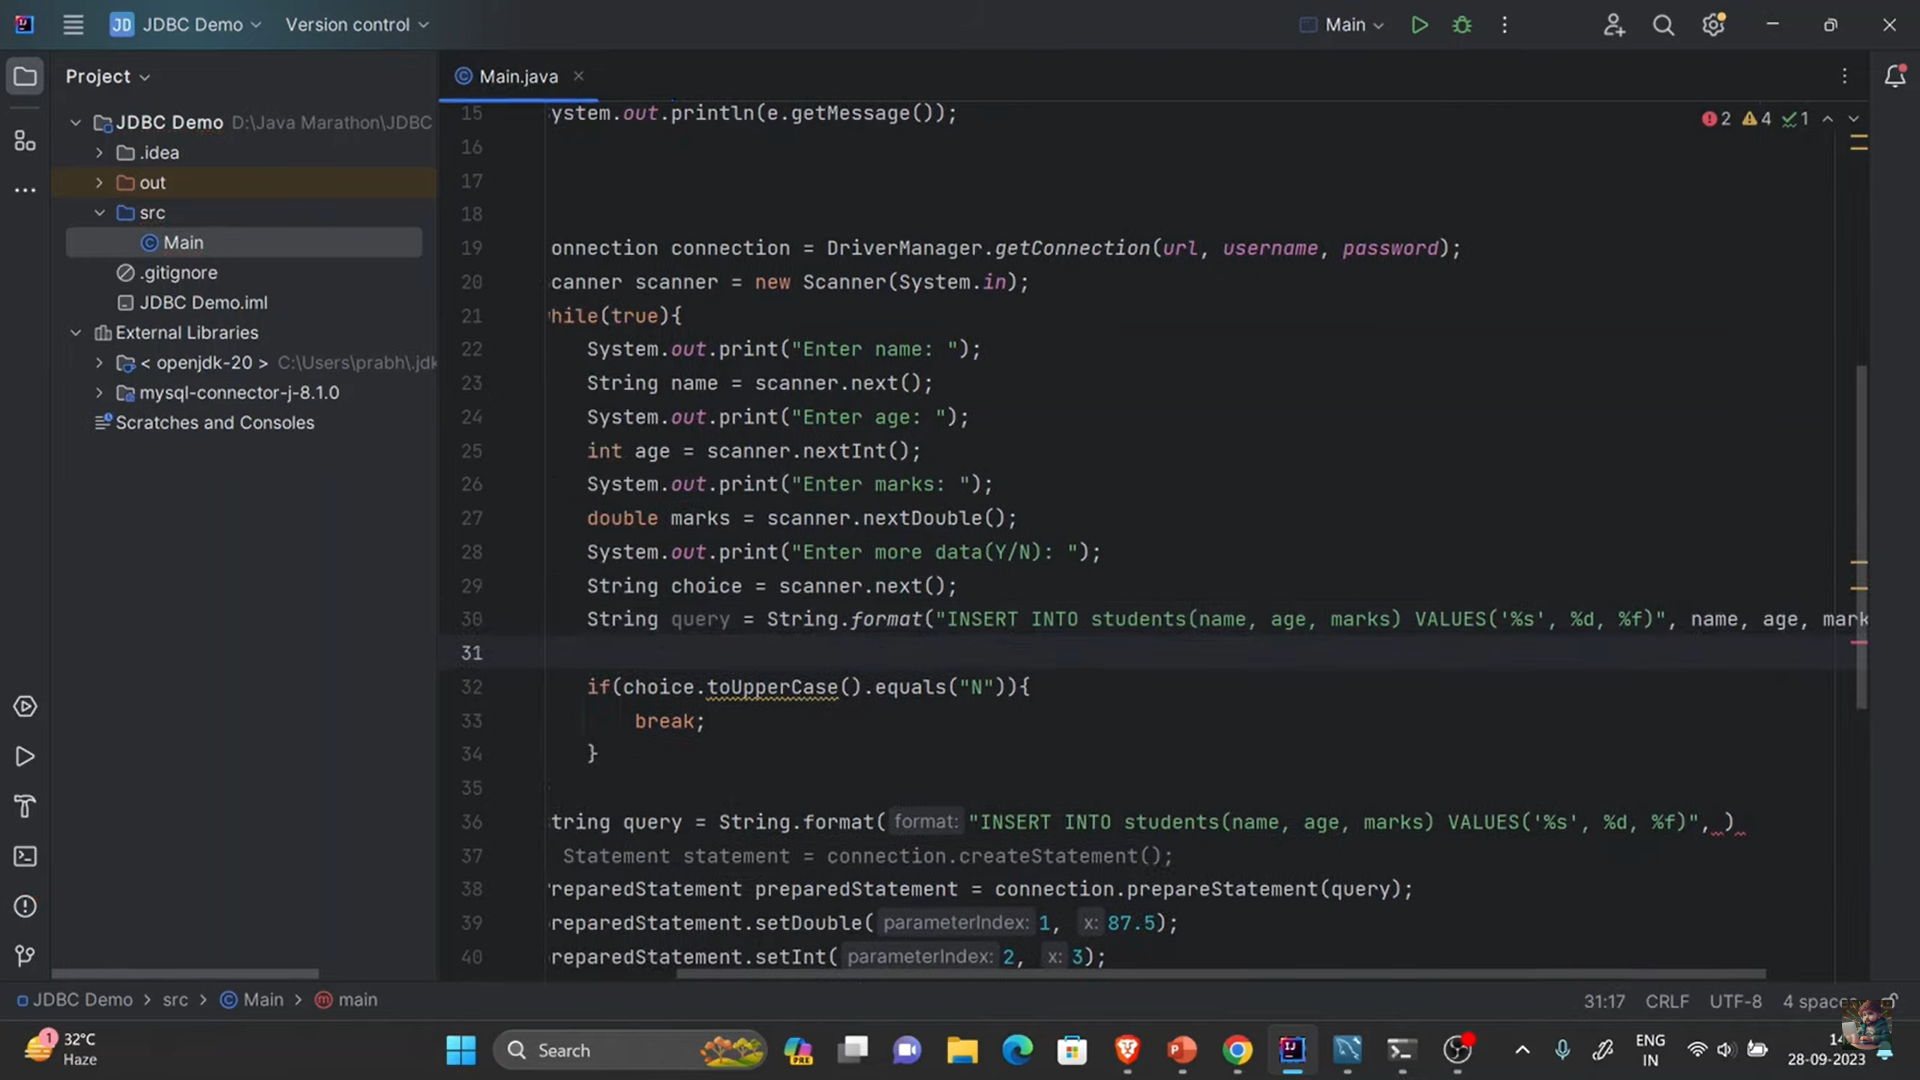 JD JDBC Demo Version control Main
Project
Main.java
JDBC Demo D:\Java Marathon\JDBC
.idea
out
src
Main
.gitignore
JDBC Demo.iml
External Libraries
< openjdk-20 > C:\Users\prabh\.jdk
mysql-connector-j-8.1.0
Scratches and Consoles
2 4 1
15 ystem.out.println(e.getMessage());
16
17
18
19 onnection connection = DriverManager.getConnection(url, username, password);
20 canner scanner = new Scanner(System.in);
21 hile(true){
22 System.out.print("Enter name: ");
23 String name = scanner.next();
24 System.out.print("Enter age: ");
25 int age = scanner.nextInt();
26 System.out.print("Enter marks: ");
27 double marks = scanner.nextDouble();
28 System.out.print("Enter more data(Y/N): ");
29 String choice = scanner.next();
30 String query = String.format("INSERT INTO students(name, age, marks) VALUES('%s', %d, %f)", name, age, mark
31
32 if(choice.toUpperCase().equals("N")){
33 break;
34 }
35
36 tring query = String.format( format: "INSERT INTO students(name, age, marks) VALUES('%s', %d, %f)", )
37 Statement statement = connection.createStatement();
38 reparedStatement preparedStatement = connection.prepareStatement(query);
39 reparedStatement.setDouble( parameterIndex: 1, x: 87.5);
40 reparedStatement.setInt( parameterIndex: 2, x: 3);
JDBC Demo > src > Main > main
31:17 CRLF UTF-8 4 spaces
1
32°C
Haze
Search
PRE
ENG
IN
28-09-2023